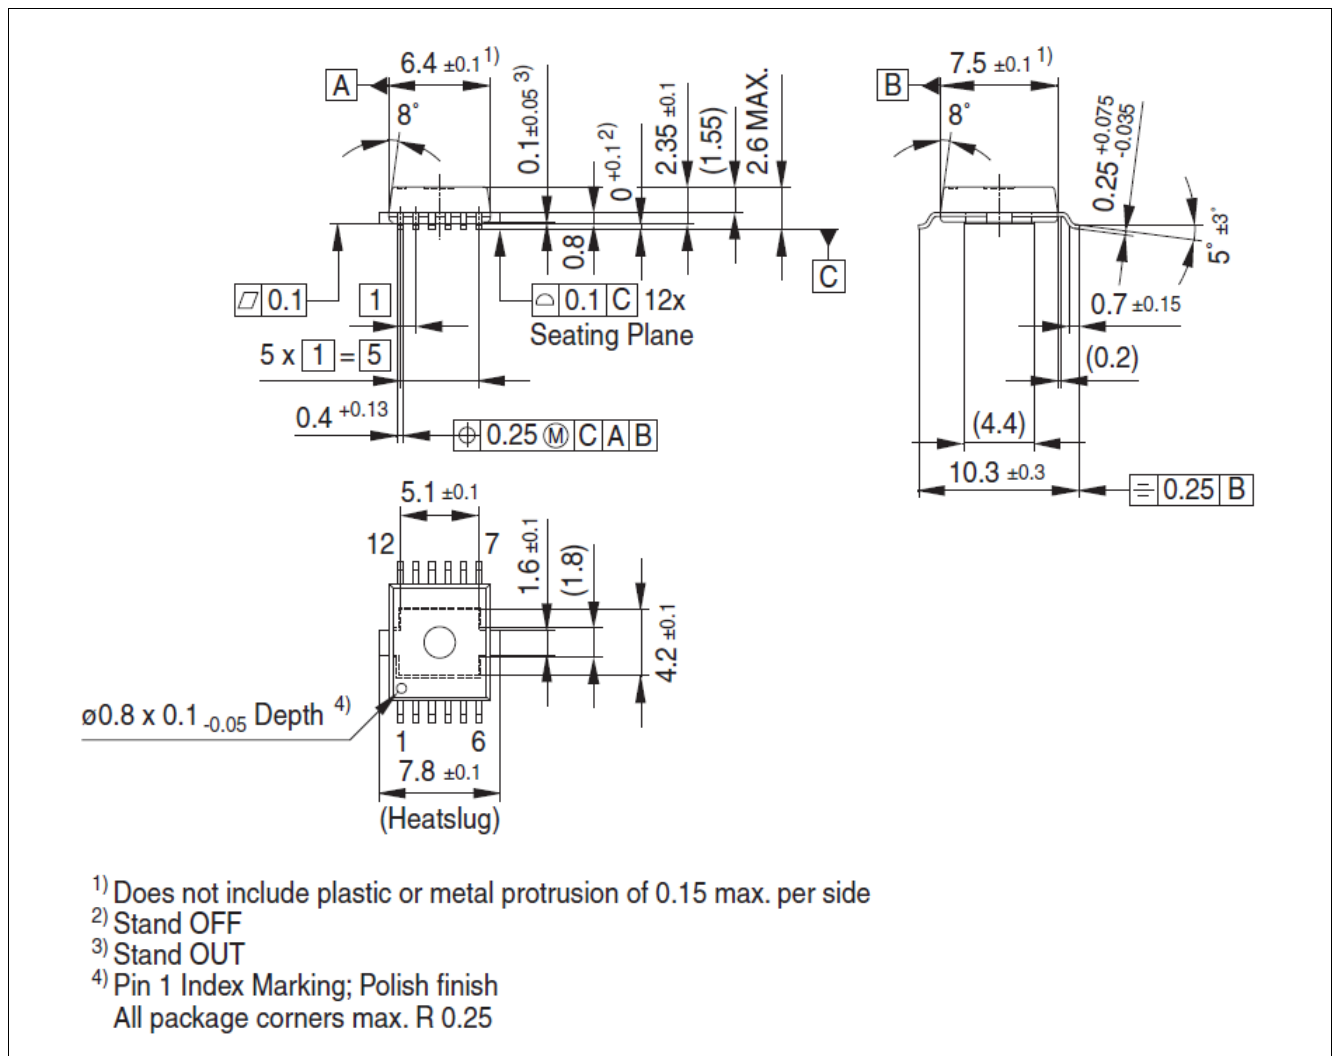 A
6.4 ±0.1 1)
8°
0.1±0.05 3)
0 +0.1 2)
2.35 ±0.1
(1.55)
2.6 MAX.
0.8
C
⏥ 0.1
1
⌓ 0.1 C 12x
Seating Plane
5 x 1 = 5
0.4 +0.13
⌖ 0.25 Ⓜ C A B
B
7.5 ±0.1 1)
8°
0.25 +0.075 -0.035
5° ±3°
0.7 ±0.15
(0.2)
(4.4)
10.3 ±0.3
⌯ 0.25 B
5.1 ±0.1
12
7
1.6 ±0.1
(1.8)
4.2 ±0.1
ø0.8 x 0.1 -0.05 Depth 4)
1
6
7.8 ±0.1
(Heatslug)
1) Does not include plastic or metal protrusion of 0.15 max. per side
2) Stand OFF
3) Stand OUT
4) Pin 1 Index Marking; Polish finish
All package corners max. R 0.25